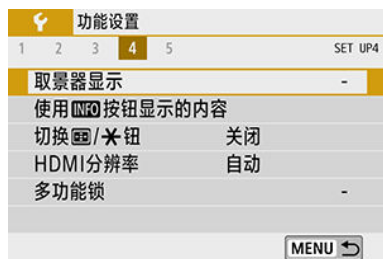 功能设置
1 2 3 4 5 SET UP4
取景器显示 -
使用INFO按钮显示的内容
切换/钮 关闭
HDMI分辨率 自动
多功能锁 -
MENU